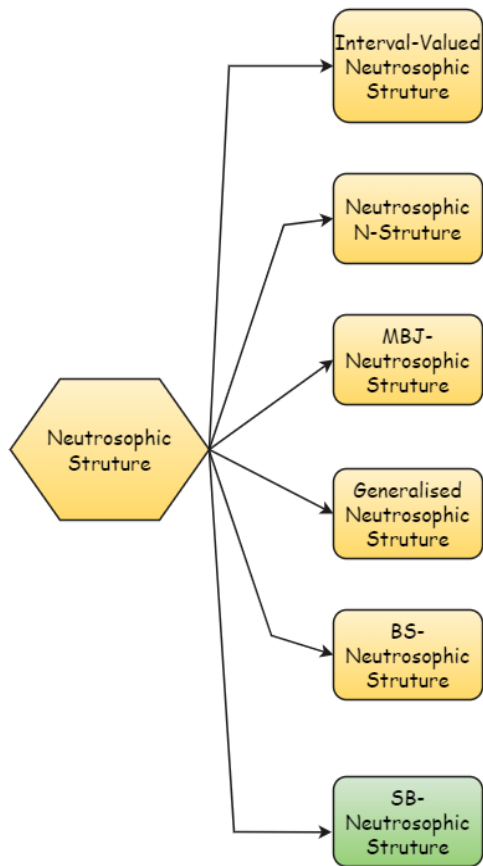 Interval-Valued
Neutrosophic
Struture
Neutrosophic
N-Struture
MBJ-
Neutrosophic
Struture
Neutrosophic
Struture
Generalised
Neutrosophic
Struture
BS-
Neutrosophic
Struture
SB-
Neutrosophic
Struture